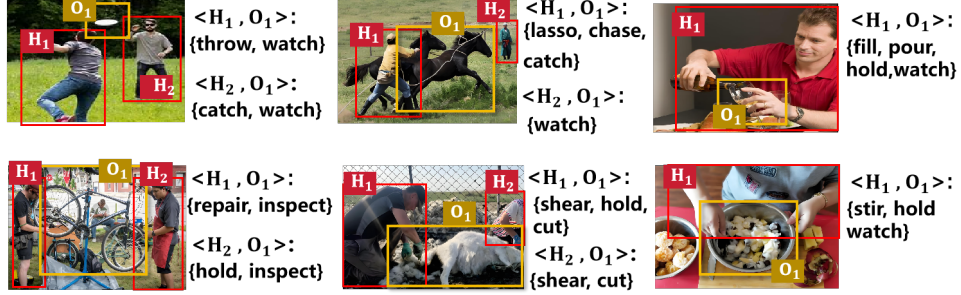 O₁
H₁
H₂
<H₁ , O₁>:
{throw, watch}
<H₂ , O₁>:
{catch, watch}
H₁
O₁
H₂
<H₁ , O₁>:
{lasso, chase,
catch}
<H₂ , O₁>:
{watch}
H₁
O₁
<H₁ , O₁>:
{fill, pour,
hold,watch}
H₁
O₁
H₂
<H₁ , O₁>:
{repair, inspect}
<H₂ , O₁>:
{hold, inspect}
H₁
H₂
O₁
<H₁ , O₁>:
{shear, hold,
cut}
<H₂ , O₁>:
{shear, cut}
H₁
O₁
<H₁ , O₁>:
{stir, hold
watch}